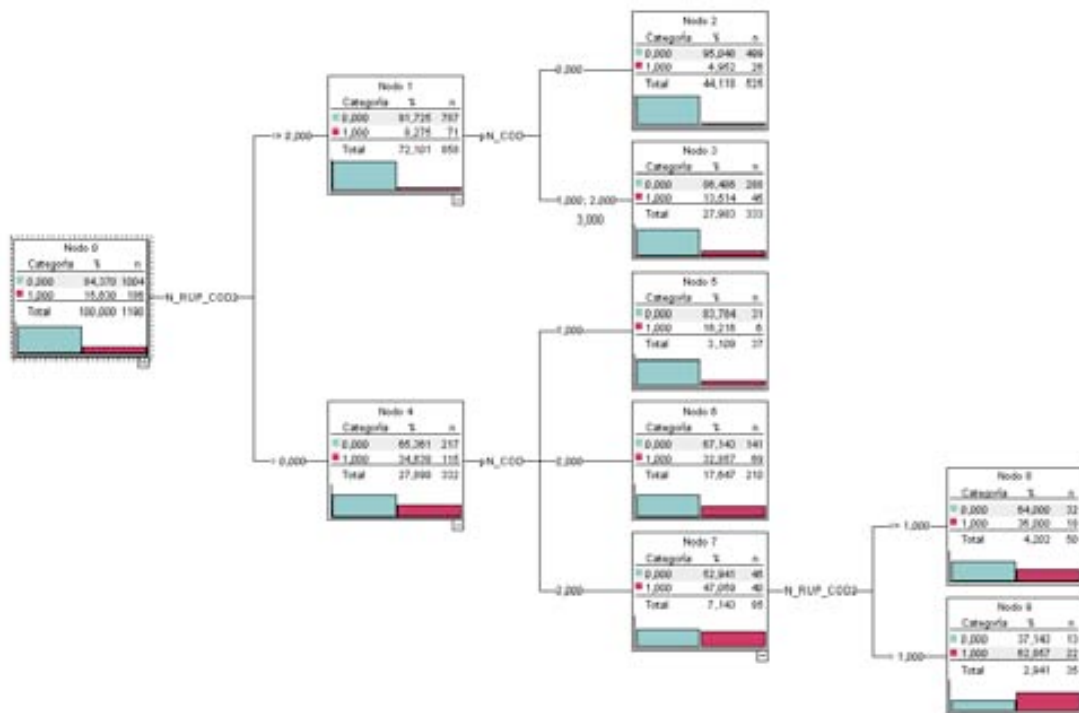 Nodo 0
Categoría % n
0,000 84,370 1004
1,000 15,630 186
Total 100,000 1190
N_RUP_COD2
<= 0,000
Nodo 1
Categoría % n
0,000 91,725 787
1,000 8,275 71
Total 72,101 858
pN_COD
0,000
Nodo 2
Categoría % n
0,000 95,048 499
1,000 4,952 26
Total 44,118 525
1,000; 2,000
3,000
Nodo 3
Categoría % n
0,000 86,486 288
1,000 13,514 45
Total 27,983 333
> 0,000
Nodo 4
Categoría % n
0,000 65,361 217
1,000 34,639 115
Total 27,899 332
pN_COD
1,000
Nodo 5
Categoría % n
0,000 83,784 31
1,000 16,216 6
Total 3,109 37
0,000
Nodo 6
Categoría % n
0,000 67,143 141
1,000 32,857 69
Total 17,647 210
2,000
Nodo 7
Categoría % n
0,000 52,941 45
1,000 47,059 40
Total 7,143 85
N_RUP_COD2
<= 1,000
Nodo 8
Categoría % n
0,000 64,000 32
1,000 36,000 18
Total 4,202 50
> 1,000
Nodo 9
Categoría % n
0,000 37,143 13
1,000 62,857 22
Total 2,941 35